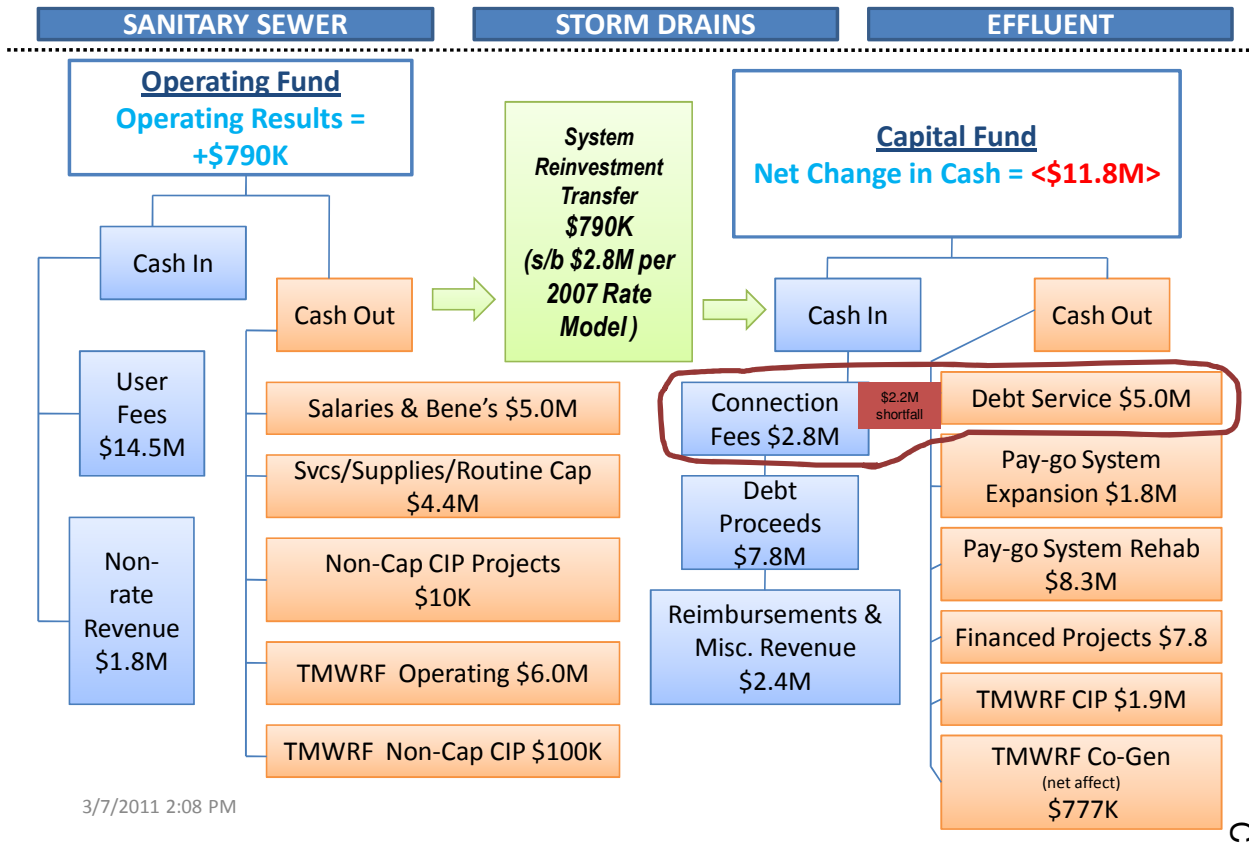 SANITARY SEWER
STORM DRAINS
EFFLUENT
Operating Fund
Operating Results =
+$790K
Cash In
Cash Out
User
Fees
$14.5M
Non-
rate
Revenue
$1.8M
Salaries & Bene's $5.0M
Svcs/Supplies/Routine Cap
$4.4M
Non-Cap CIP Projects
$10K
TMWRF Operating $6.0M
TMWRF Non-Cap CIP $100K
System
Reinvestment
Transfer
$790K
(s/b $2.8M per
2007 Rate
Model )
Capital Fund
Net Change in Cash = <$11.8M>
Cash In
Cash Out
Connection
Fees $2.8M
$2.2M
shortfall
Debt
Proceeds
$7.8M
Reimbursements &
Misc. Revenue
$2.4M
Debt Service $5.0M
Pay-go System
Expansion $1.8M
Pay-go System Rehab
$8.3M
Financed Projects $7.8
TMWRF CIP $1.9M
TMWRF Co-Gen
(net affect)
$777K
3/7/2011 2:08 PM